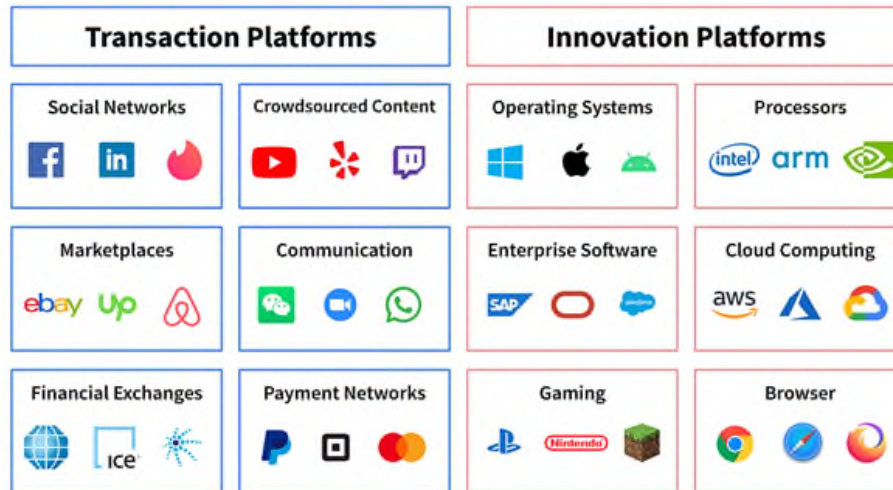 Transaction Platforms
Innovation Platforms
Social Networks
Crowdsourced Content
Operating Systems
Processors
in
intel
arm
Marketplaces
Communication
Enterprise Software
Cloud Computing
ebay
up
SAP
salesforce
aws
Financial Exchanges
Payment Networks
Gaming
Browser
ice
Nintendo